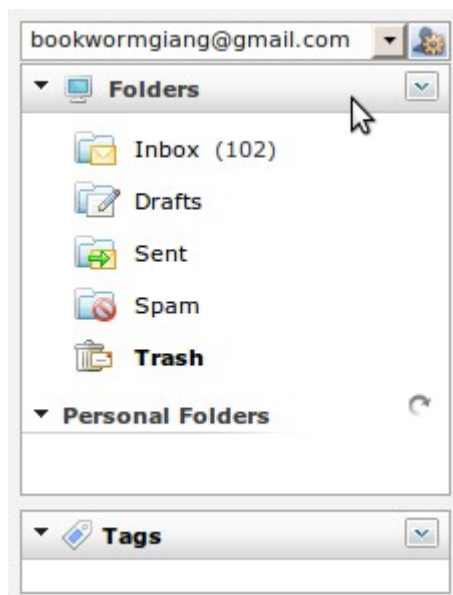 bookwormgiang@gmail.com
Folders
Inbox (102)
Drafts
Sent
Spam
Trash
Personal Folders
Tags